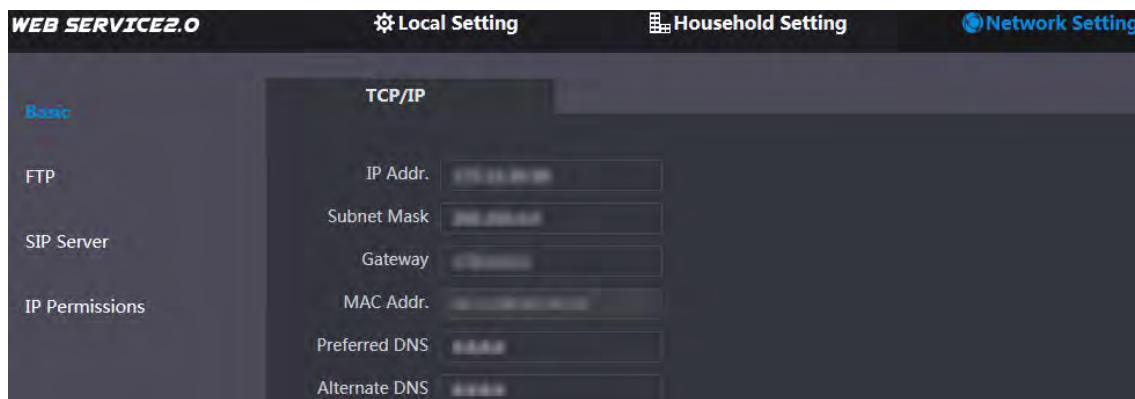 WEB SERVICE2.0 Local Setting Household Setting Network Setting
Basic
TCP/IP
FTP
IP Addr.
Subnet Mask
SIP Server
Gateway
IP Permissions
MAC Addr.
Preferred DNS
Alternate DNS